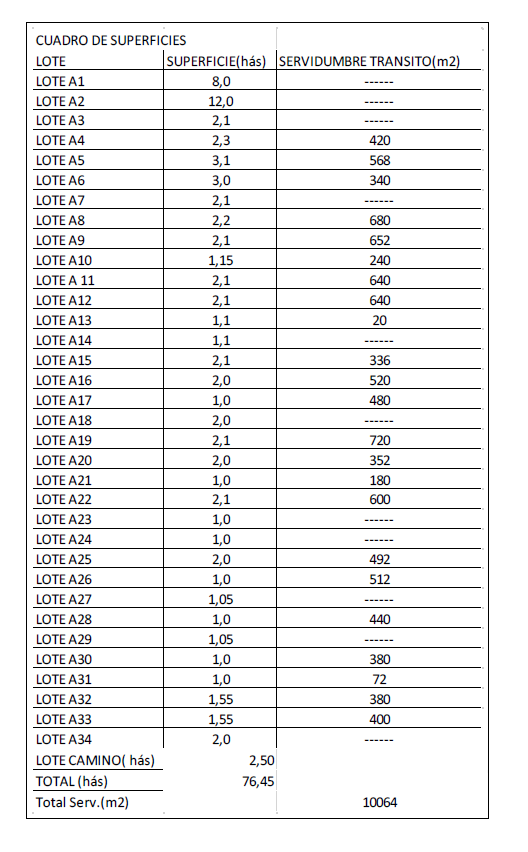 CUADRO DE SUPERFICIES
LOTE SUPERFICIE(hás) SERVIDUMBRE TRANSITO(m2)
LOTE A1 8,0 ------
LOTE A2 12,0 ------
LOTE A3 2,1 ------
LOTE A4 2,3 420
LOTE A5 3,1 568
LOTE A6 3,0 340
LOTE A7 2,1 ------
LOTE A8 2,2 680
LOTE A9 2,1 652
LOTE A10 1,15 240
LOTE A 11 2,1 640
LOTE A12 2,1 640
LOTE A13 1,1 20
LOTE A14 1,1 ------
LOTE A15 2,1 336
LOTE A16 2,0 520
LOTE A17 1,0 480
LOTE A18 2,0 ------
LOTE A19 2,1 720
LOTE A20 2,0 352
LOTE A21 1,0 180
LOTE A22 2,1 600
LOTE A23 1,0 ------
LOTE A24 1,0 ------
LOTE A25 2,0 492
LOTE A26 1,0 512
LOTE A27 1,05 ------
LOTE A28 1,0 440
LOTE A29 1,05 ------
LOTE A30 1,0 380
LOTE A31 1,0 72
LOTE A32 1,55 380
LOTE A33 1,55 400
LOTE A34 2,0 ------
LOTE CAMINO( hás) 2,50
TOTAL (hás) 76,45
Total Serv.(m2) 10064